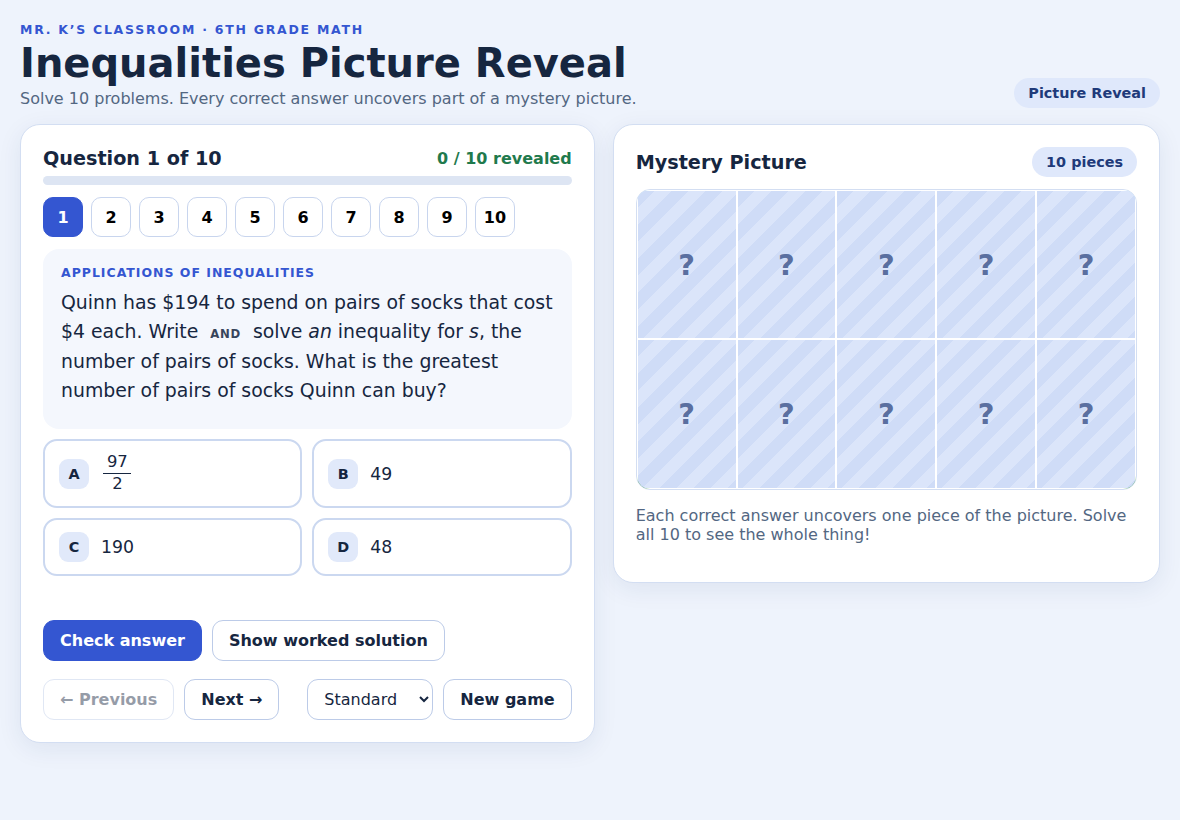 MR. K’S CLASSROOM · 6TH GRADE MATH
Inequalities Picture Reveal
Solve 10 problems. Every correct answer uncovers part of a mystery picture.
Picture Reveal
Question 1 of 10
0 / 10 revealed
1 2 3 4 5 6 7 8 9 10
APPLICATIONS OF INEQUALITIES
Quinn has $194 to spend on pairs of socks that cost
$4 each. Write AND solve an inequality for s, the
number of pairs of socks. What is the greatest
number of pairs of socks Quinn can buy?
A 97/2
B 49
C 190
D 48
Check answer
Show worked solution
← Previous
Next →
Standard
New game
Mystery Picture
10 pieces
? ? ? ? ?
? ? ? ? ?
Each correct answer uncovers one piece of the picture. Solve
all 10 to see the whole thing!